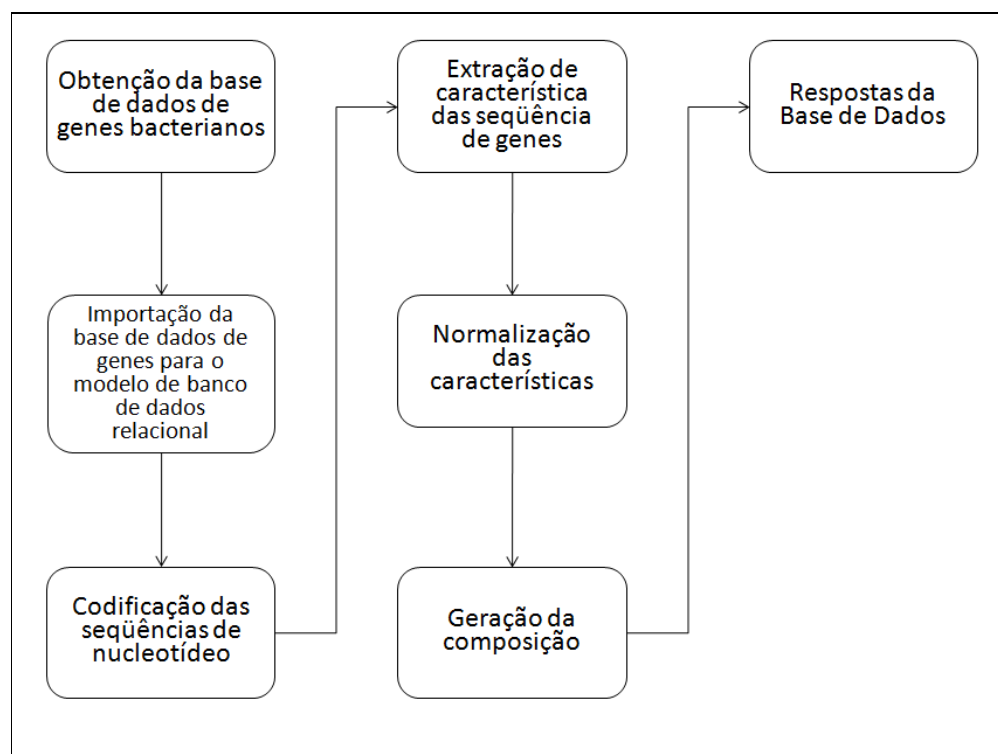 Obtenção da base
de dados de
genes bacterianos
Importação da
base de dados de
genes para o
modelo de banco
de dados
relacional
Codificação das
seqüências de
nucleotídeo
Extração de
característica
das seqüência
de genes
Normalização
das
características
Geração da
composição
Respostas da
Base de Dados